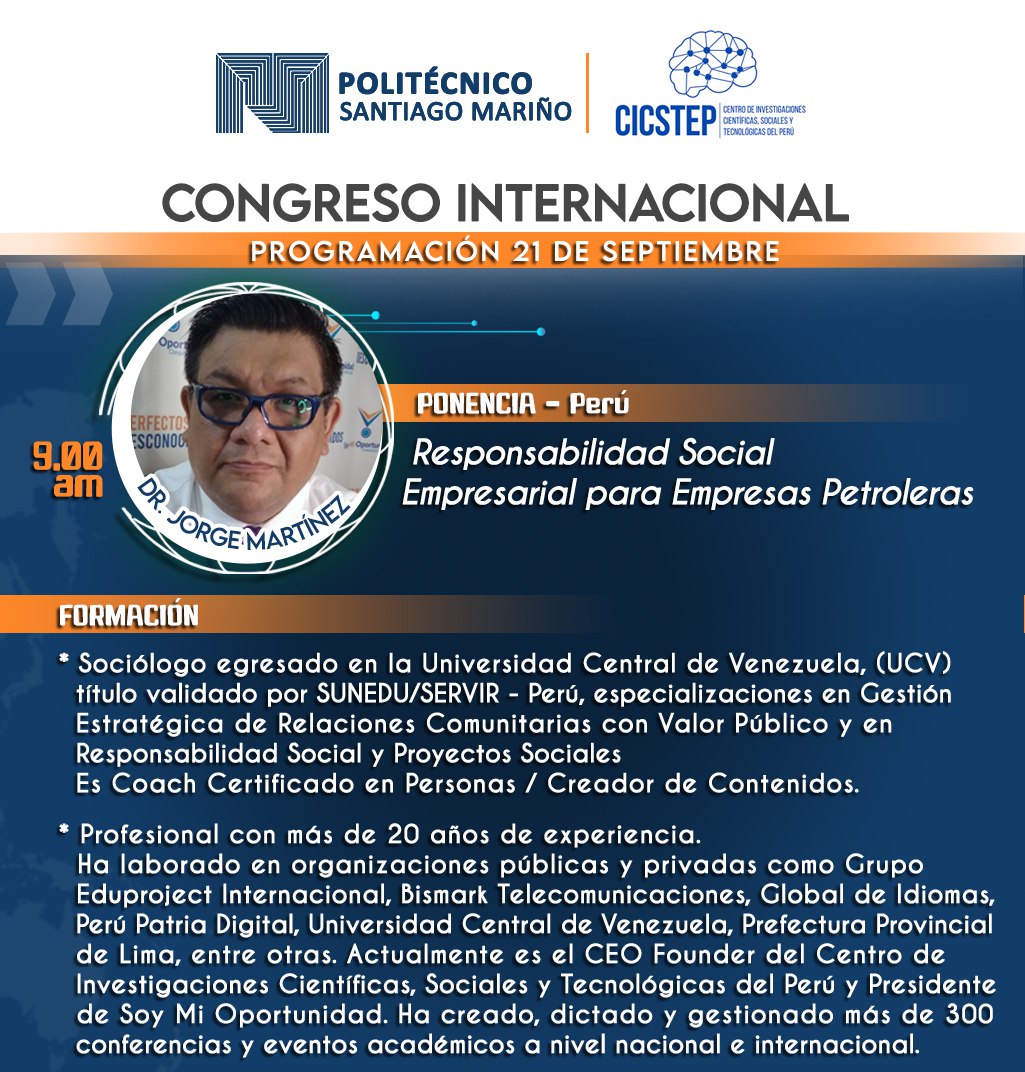 POLITÉCNICO
SANTIAGO MARIÑO
CICSTEP
CENTRO DE INVESTIGACIONES
CIENTÍFICAS, SOCIALES Y
TECNOLÓGICAS DEL PERÚ
CONGRESO INTERNACIONAL
PROGRAMACIÓN 21 DE SEPTIEMBRE
9.00
am
Oport
ERFECTOS
ESCONOC
DOS
Oportun
DR. JORGE MARTÍNEZ
PONENCIA - Perú
Responsabilidad Social
Empresarial para Empresas Petroleras
FORMACIÓN
* Sociólogo egresado en la Universidad Central de Venezuela, (UCV)
título validado por SUNEDU/SERVIR - Perú, especializaciones en Gestión
Estratégica de Relaciones Comunitarias con Valor Público y en
Responsabilidad Social y Proyectos Sociales
Es Coach Certificado en Personas / Creador de Contenidos.
* Profesional con más de 20 años de experiencia.
Ha laborado en organizaciones públicas y privadas como Grupo
Eduproject Internacional, Bismark Telecomunicaciones, Global de Idiomas,
Perú Patria Digital, Universidad Central de Venezuela, Prefectura Provincial
de Lima, entre otras. Actualmente es el CEO Founder del Centro de
Investigaciones Científicas, Sociales y Tecnológicas del Perú y Presidente
de Soy Mi Oportunidad. Ha creado, dictado y gestionado más de 300
conferencias y eventos académicos a nivel nacional e internacional.